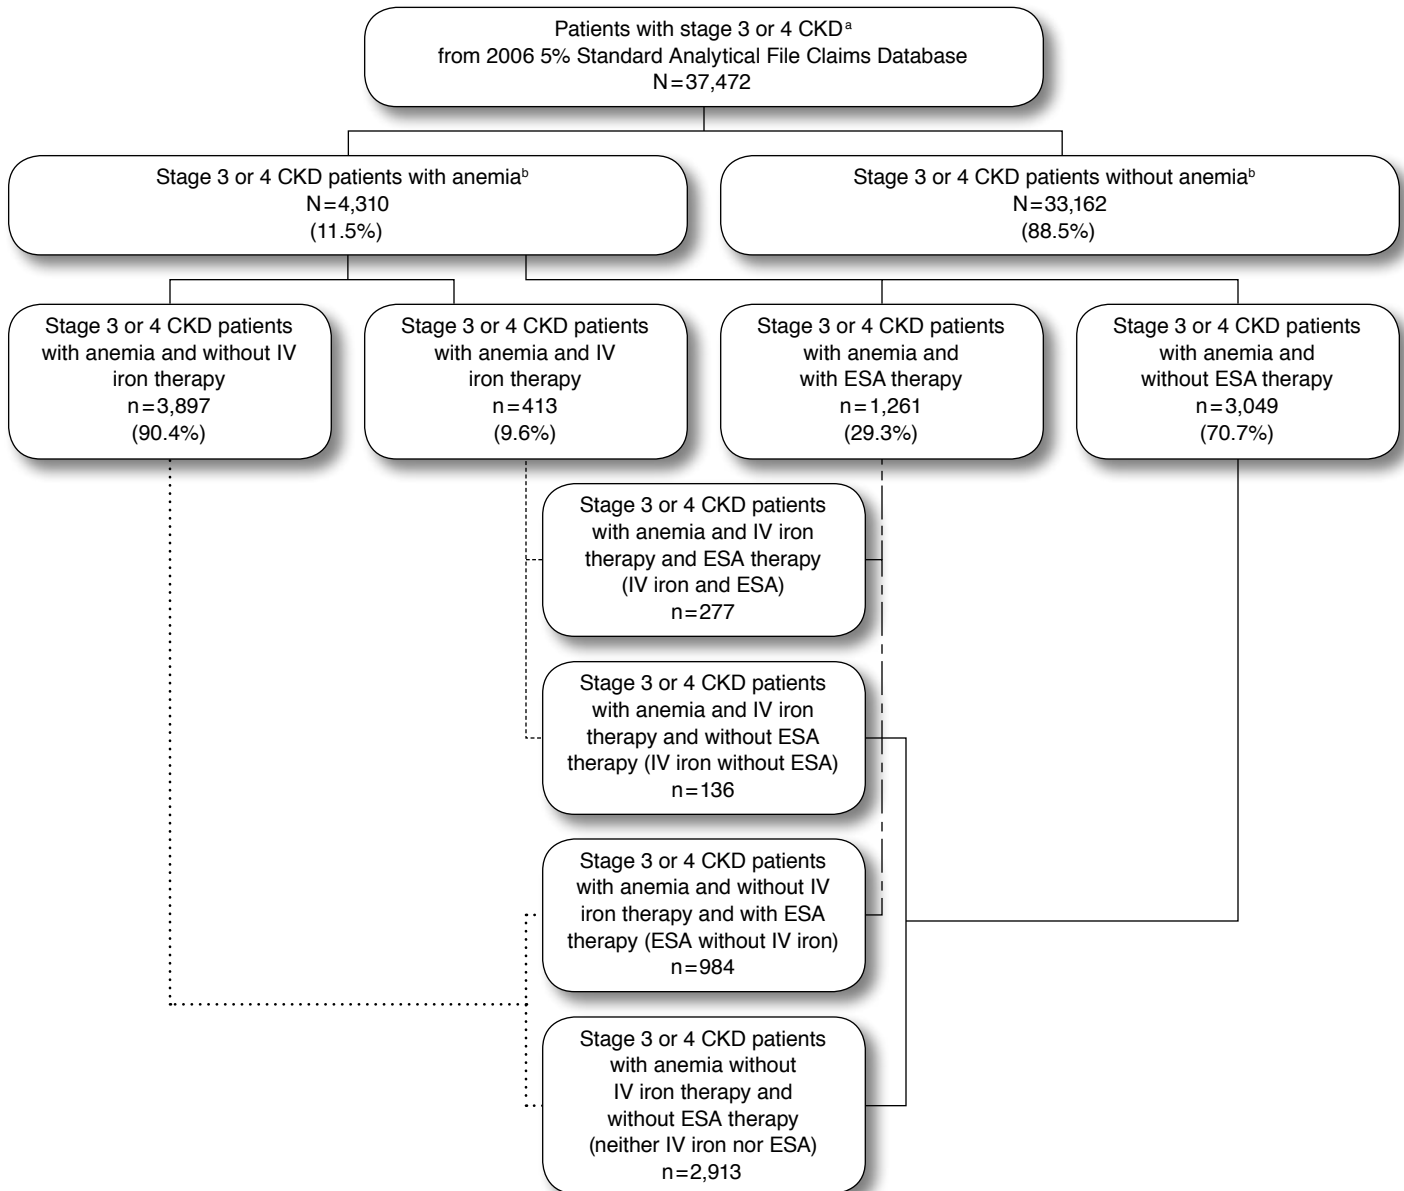 Patients with stage 3 or 4 CKDᵃ
from 2006 5% Standard Analytical File Claims Database
N=37,472
Stage 3 or 4 CKD patients with anemiaᵇ
N=4,310
(11.5%)
Stage 3 or 4 CKD patients without anemiaᵇ
N=33,162
(88.5%)
Stage 3 or 4 CKD patients
with anemia and without IV
iron therapy
n=3,897
(90.4%)
Stage 3 or 4 CKD patients
with anemia and IV
iron therapy
n=413
(9.6%)
Stage 3 or 4 CKD patients
with anemia and
with ESA therapy
n=1,261
(29.3%)
Stage 3 or 4 CKD patients
with anemia and
without ESA therapy
n=3,049
(70.7%)
Stage 3 or 4 CKD patients
with anemia and IV iron
therapy and ESA therapy
(IV iron and ESA)
n=277
Stage 3 or 4 CKD patients
with anemia and IV iron
therapy and without ESA
therapy (IV iron without ESA)
n=136
Stage 3 or 4 CKD patients
with anemia and without IV
iron therapy and with ESA
therapy (ESA without IV iron)
n=984
Stage 3 or 4 CKD patients
with anemia without
IV iron therapy and
without ESA therapy
(neither IV iron nor ESA)
n=2,913